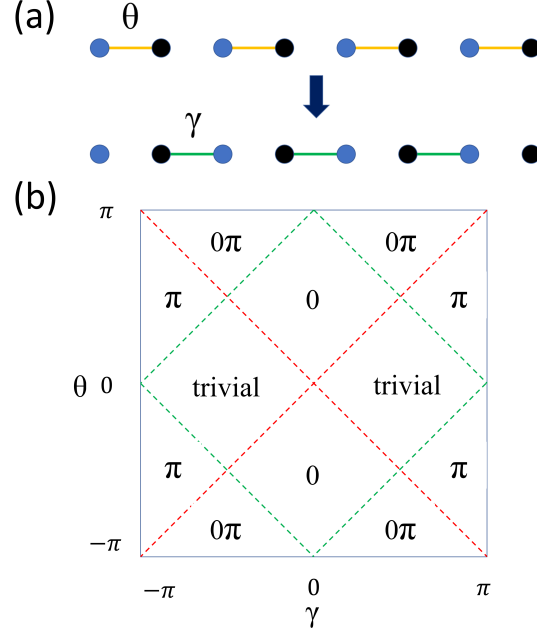 (a)
θ
γ
(b)
π
0π 0π
π 0 π
θ 0 trivial trivial
π 0 π
0π 0π
−π
−π 0 π
γ